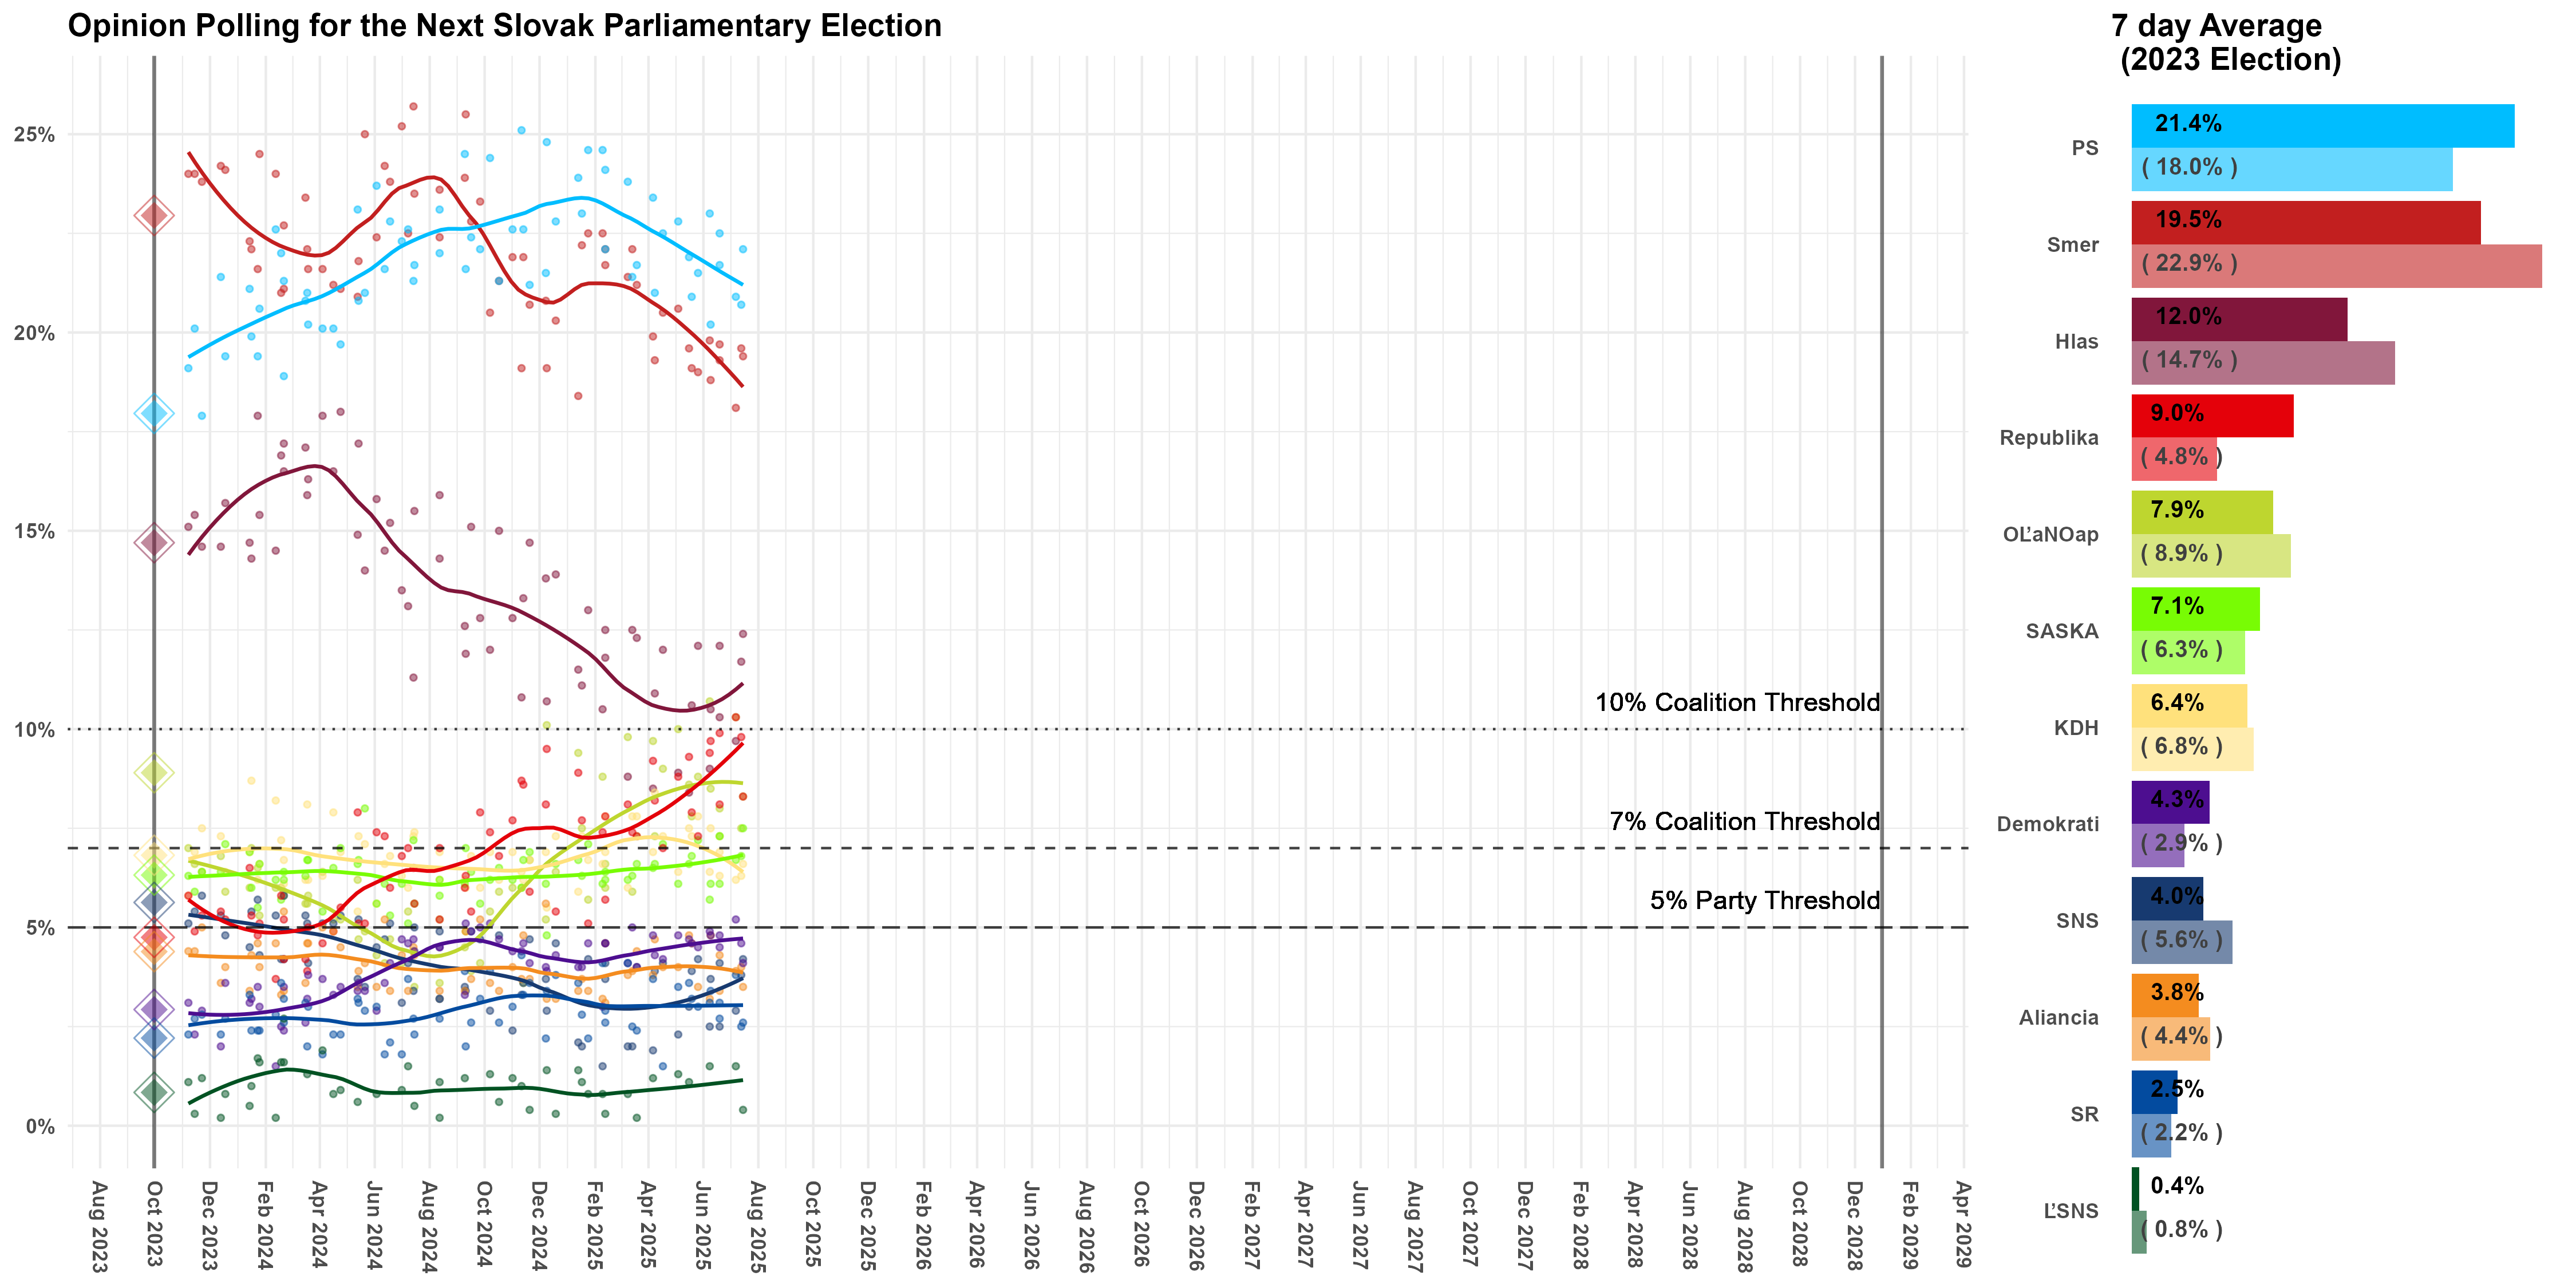 Opinion Polling for the Next Slovak Parliamentary Election
25%
20%
15%
10%
5%
0%
10% Coalition Threshold
7% Coalition Threshold
5% Party Threshold
Aug 2023
Oct 2023
Dec 2023
Feb 2024
Apr 2024
Jun 2024
Aug 2024
Oct 2024
Dec 2024
Feb 2025
Apr 2025
Jun 2025
Aug 2025
Oct 2025
Dec 2025
Feb 2026
Apr 2026
Jun 2026
Aug 2026
Oct 2026
Dec 2026
Feb 2027
Apr 2027
Jun 2027
Aug 2027
Oct 2027
Dec 2027
Feb 2028
Apr 2028
Jun 2028
Aug 2028
Oct 2028
Dec 2028
Feb 2029
Apr 2029
7 day Average
(2023 Election)
PS
21.4%
( 18.0% )
Smer
19.5%
( 22.9% )
Hlas
12.0%
( 14.7% )
Republika
9.0%
( 4.8% )
OĽaNOap
7.9%
( 8.9% )
SASKA
7.1%
( 6.3% )
KDH
6.4%
( 6.8% )
Demokrati
4.3%
( 2.9% )
SNS
4.0%
( 5.6% )
Aliancia
3.8%
( 4.4% )
SR
2.5%
( 2.2% )
ĽSNS
0.4%
( 0.8% )